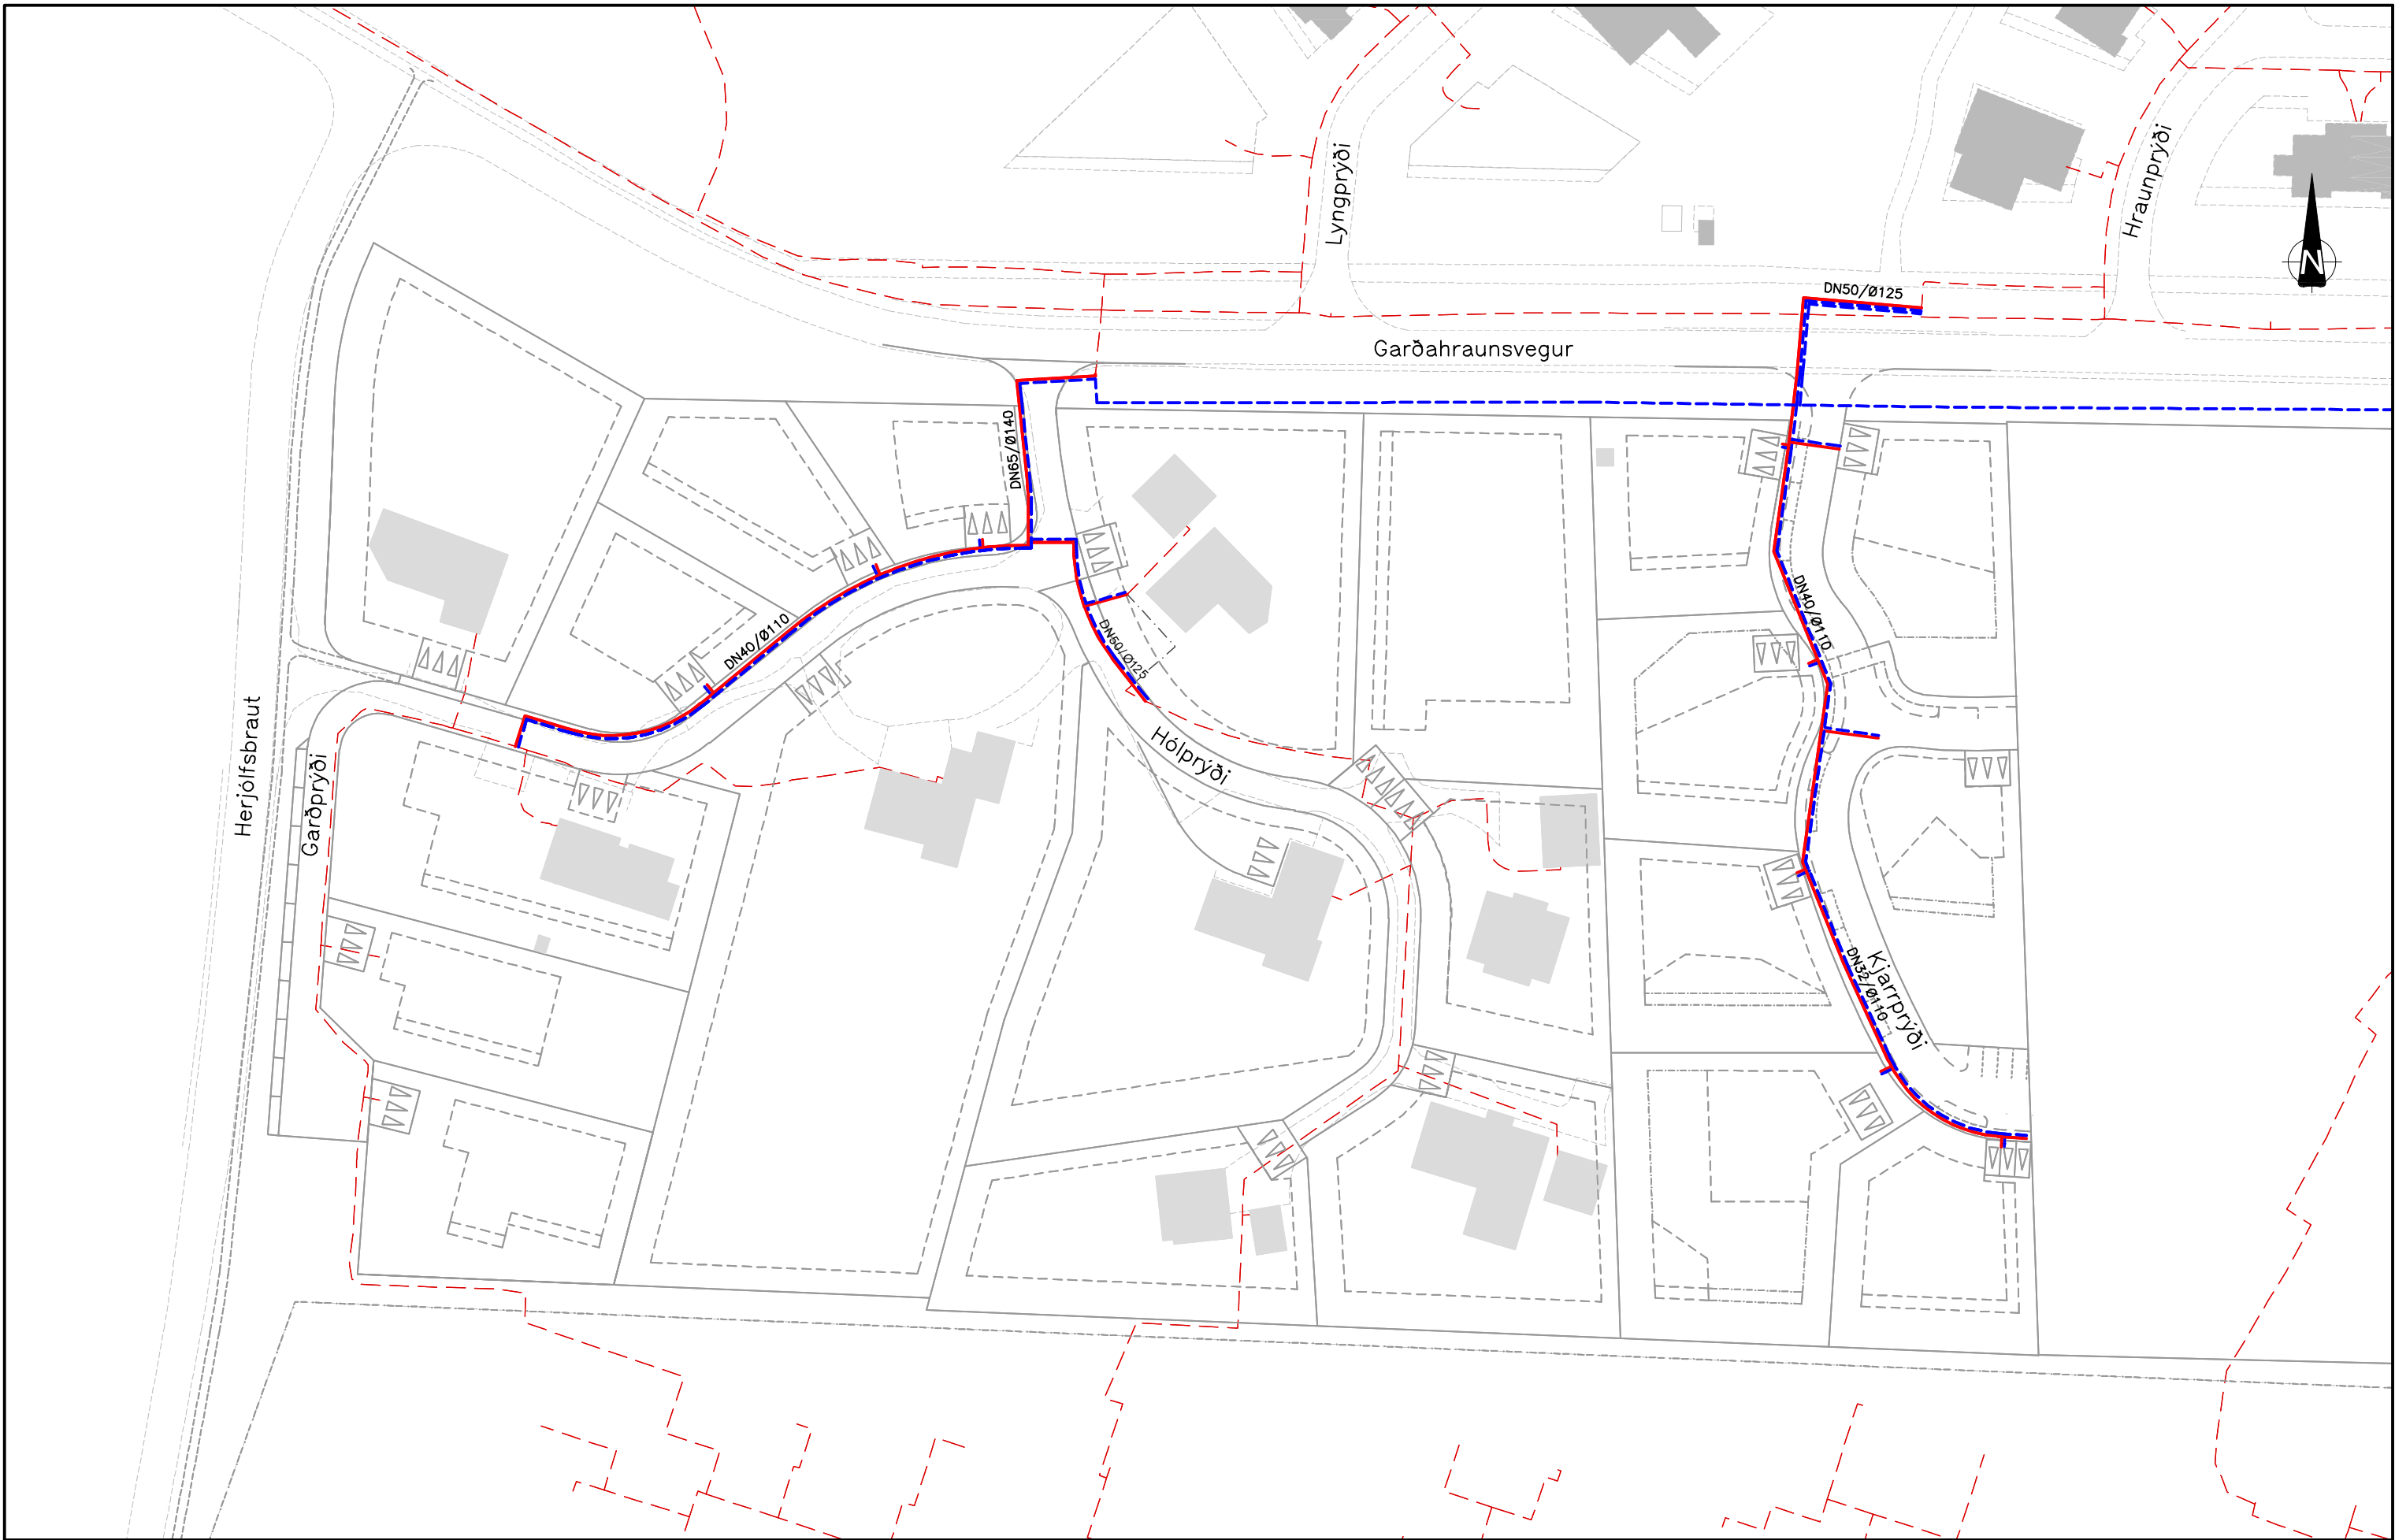 Lyngprýði
Hraunprýði
N
DN50/Ø125
Garðahraunsvegur
DN65/Ø140
DN40/Ø110
DN50/Ø125
DN40/Ø110
Hólprýði
Herjólfsbraut
Garðprýði
Kjarrprýði
DN32/Ø110